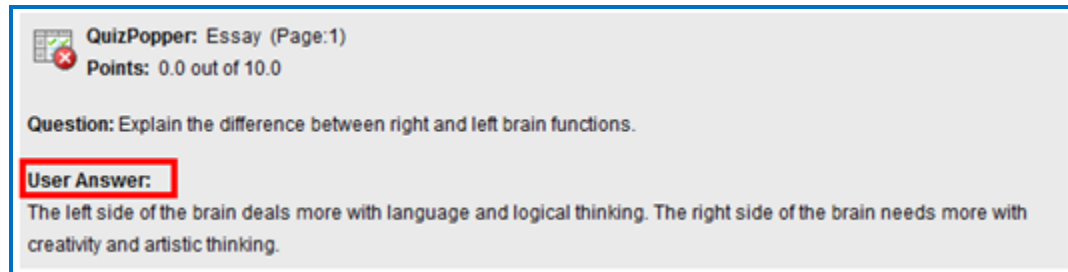 QuizPopper: Essay (Page:1)
Points: 0.0 out of 10.0
Question: Explain the difference between right and left brain functions.
User Answer:
The left side of the brain deals more with language and logical thinking. The right side of the brain needs more with
creativity and artistic thinking.